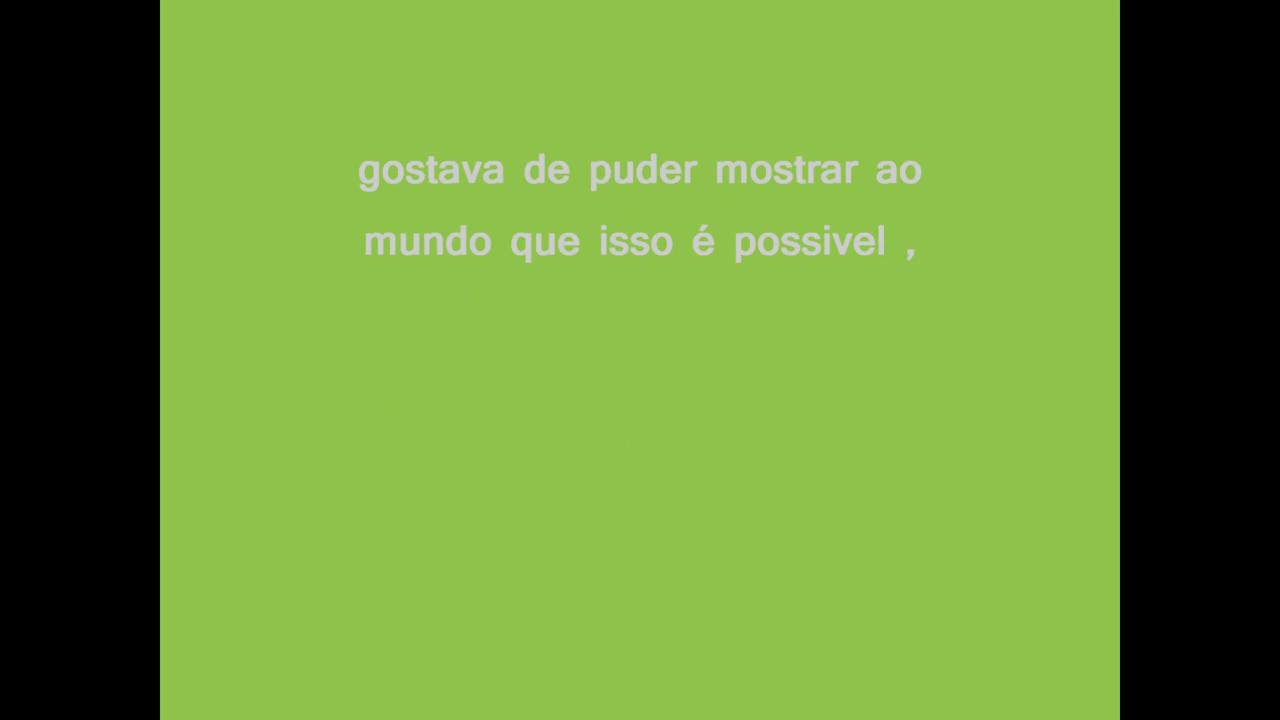 gostava de puder mostrar ao
mundo que isso é possivel ,